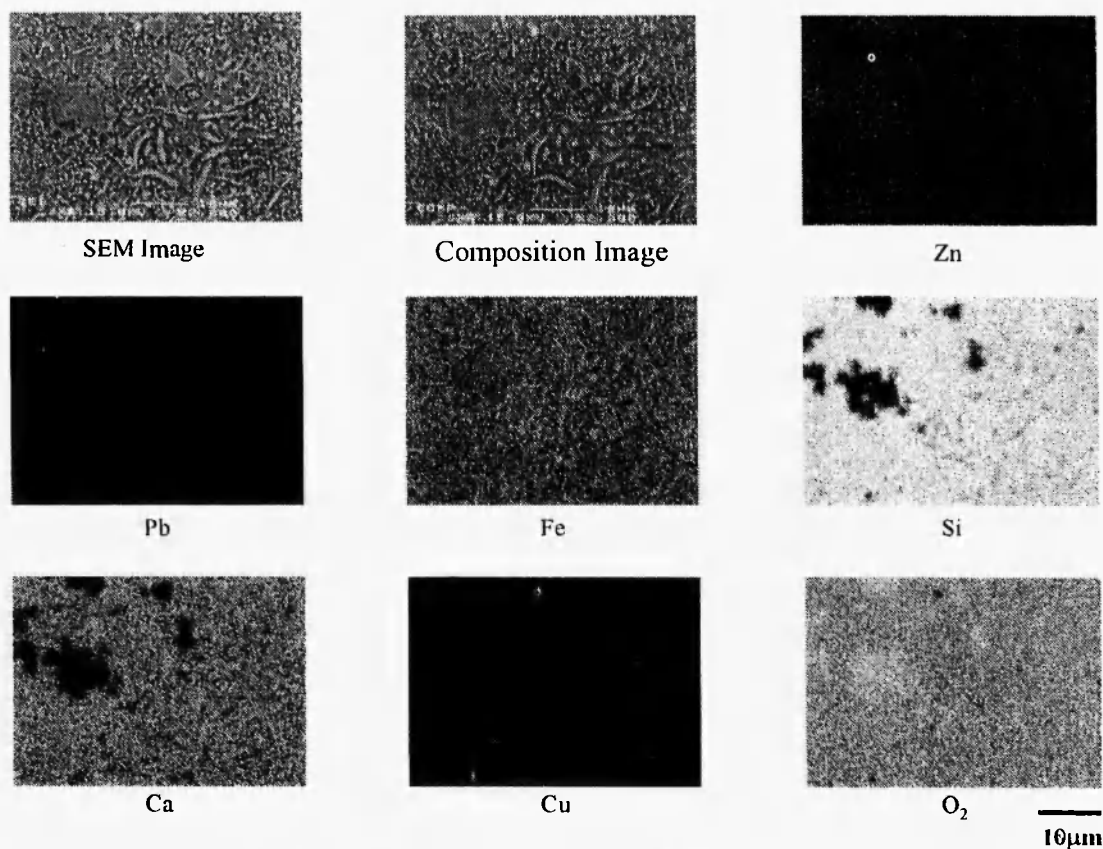 SEM Image
Composition Image
Zn
Pb
Fe
Si
Ca
Cu
O₂
10μm